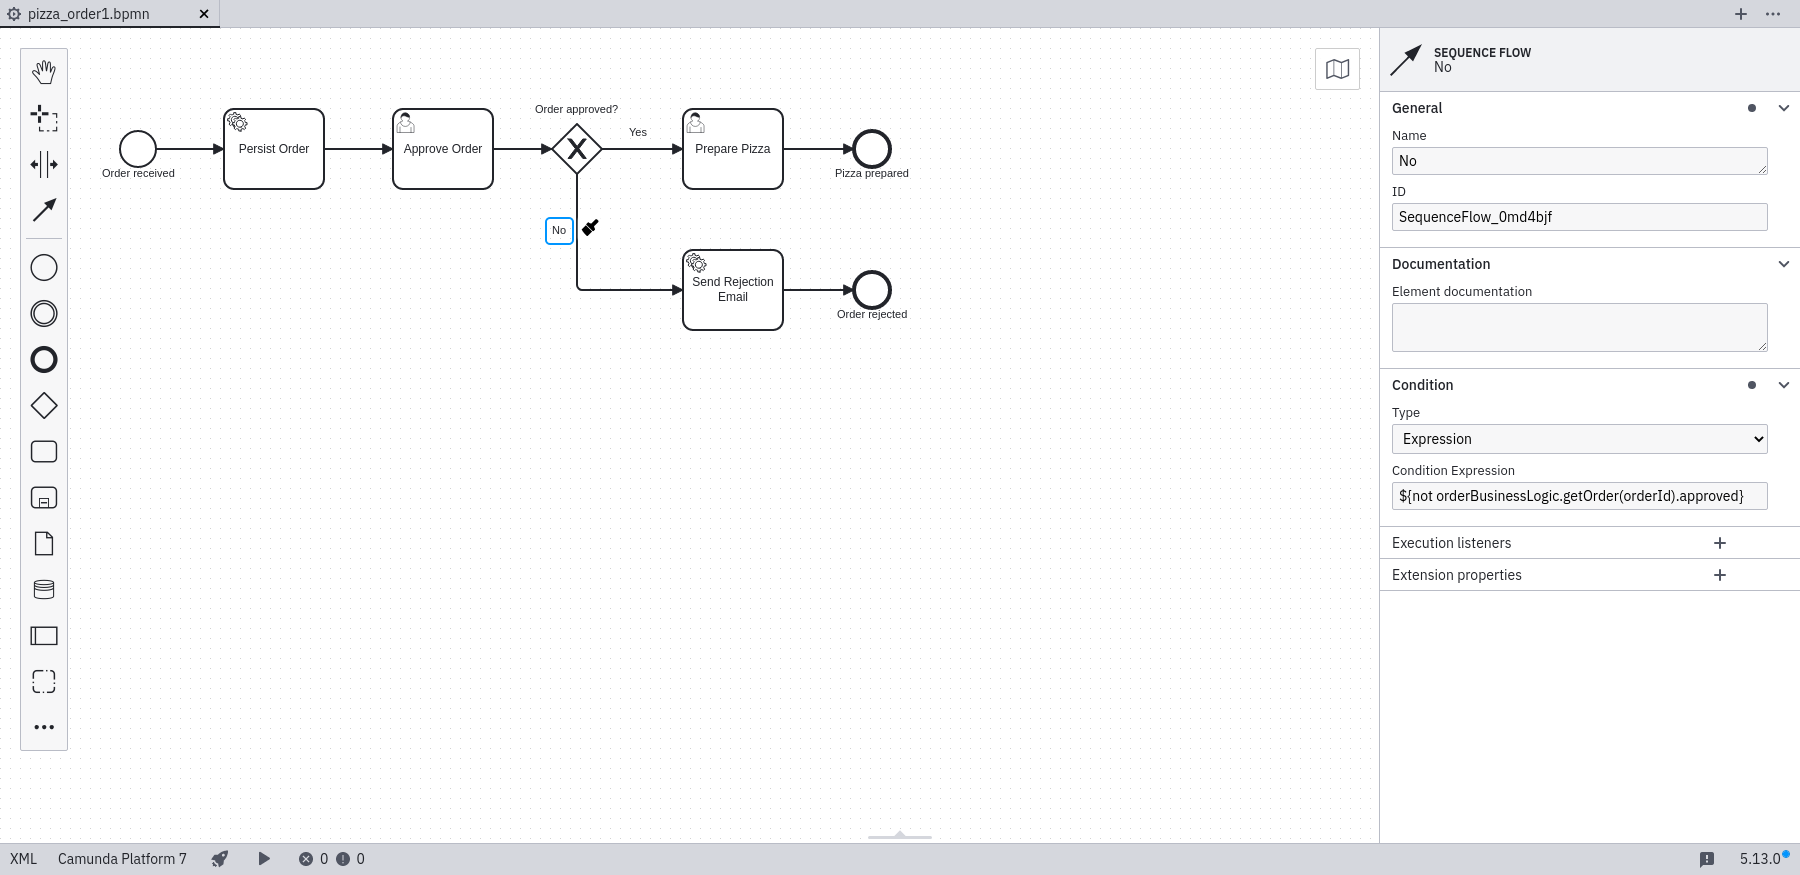 pizza_order1.bpmn
Order received
Persist Order
Approve Order
Order approved?
Yes
Prepare Pizza
Pizza prepared
No
Send Rejection
Email
Order rejected
SEQUENCE FLOW
No
General
Name
No
ID
SequenceFlow_0md4bjf
Documentation
Element documentation
Condition
Type
Expression
Condition Expression
${not orderBusinessLogic.getOrder(orderId).approved}
Execution listeners
Extension properties
XML Camunda Platform 7 0 0 5.13.0